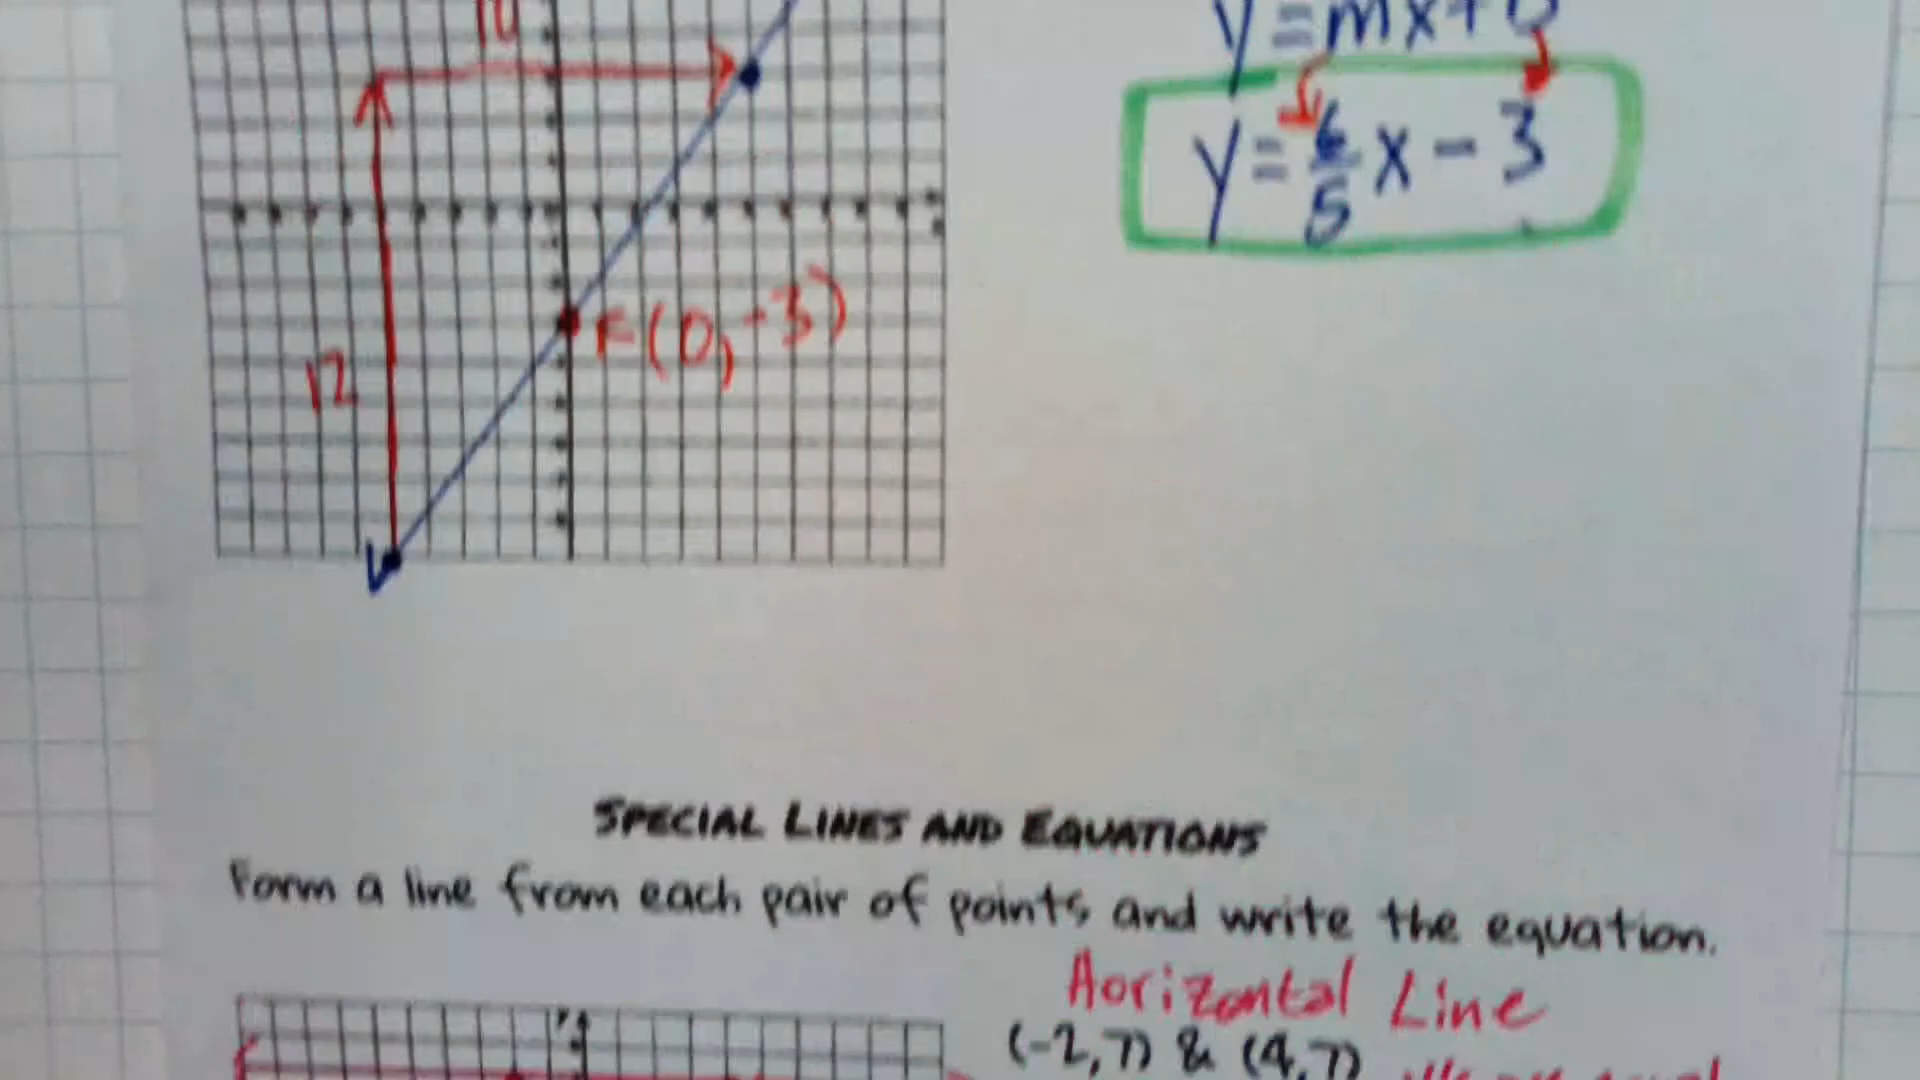 10
y=mx+b
y=6/5x-3
F(0,-3)
12
SPECIAL LINES AND EQUATIONS
Form a line from each pair of points and write the equation.
Horizontal Line
(-2,7) & (4,7)